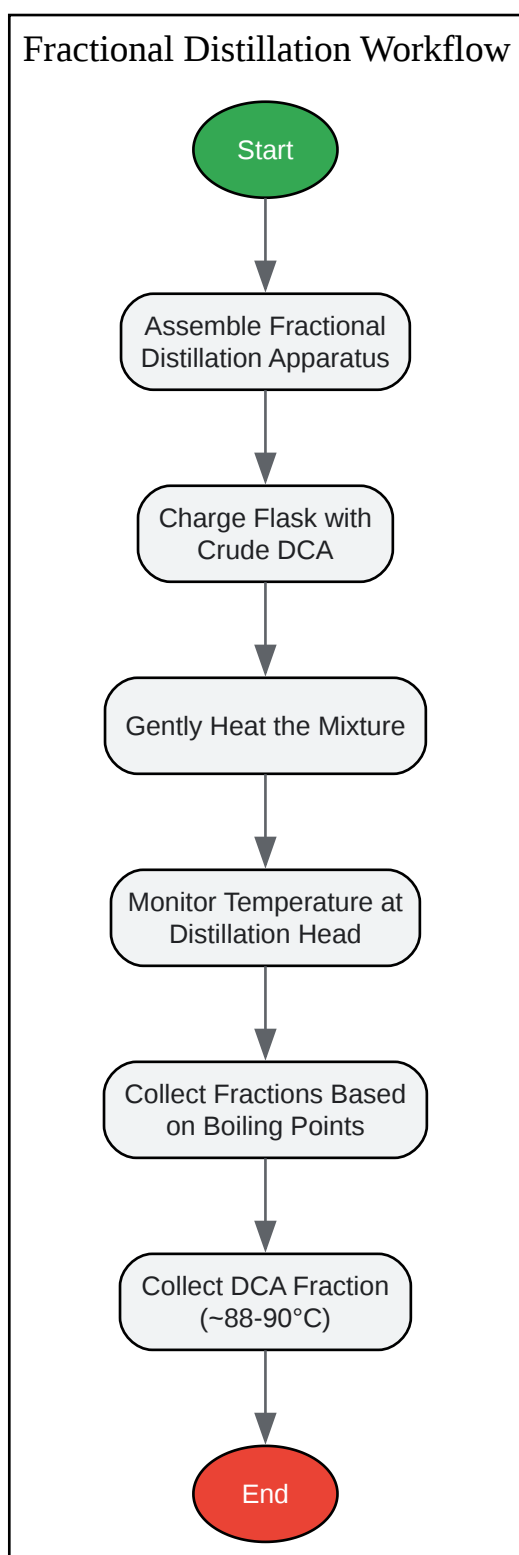 Fractional Distillation Workflow
Start
Assemble Fractional
Distillation Apparatus
Charge Flask with
Crude DCA
Gently Heat the Mixture
Monitor Temperature at
Distillation Head
Collect Fractions Based
on Boiling Points
Collect DCA Fraction
(~88-90°C)
End